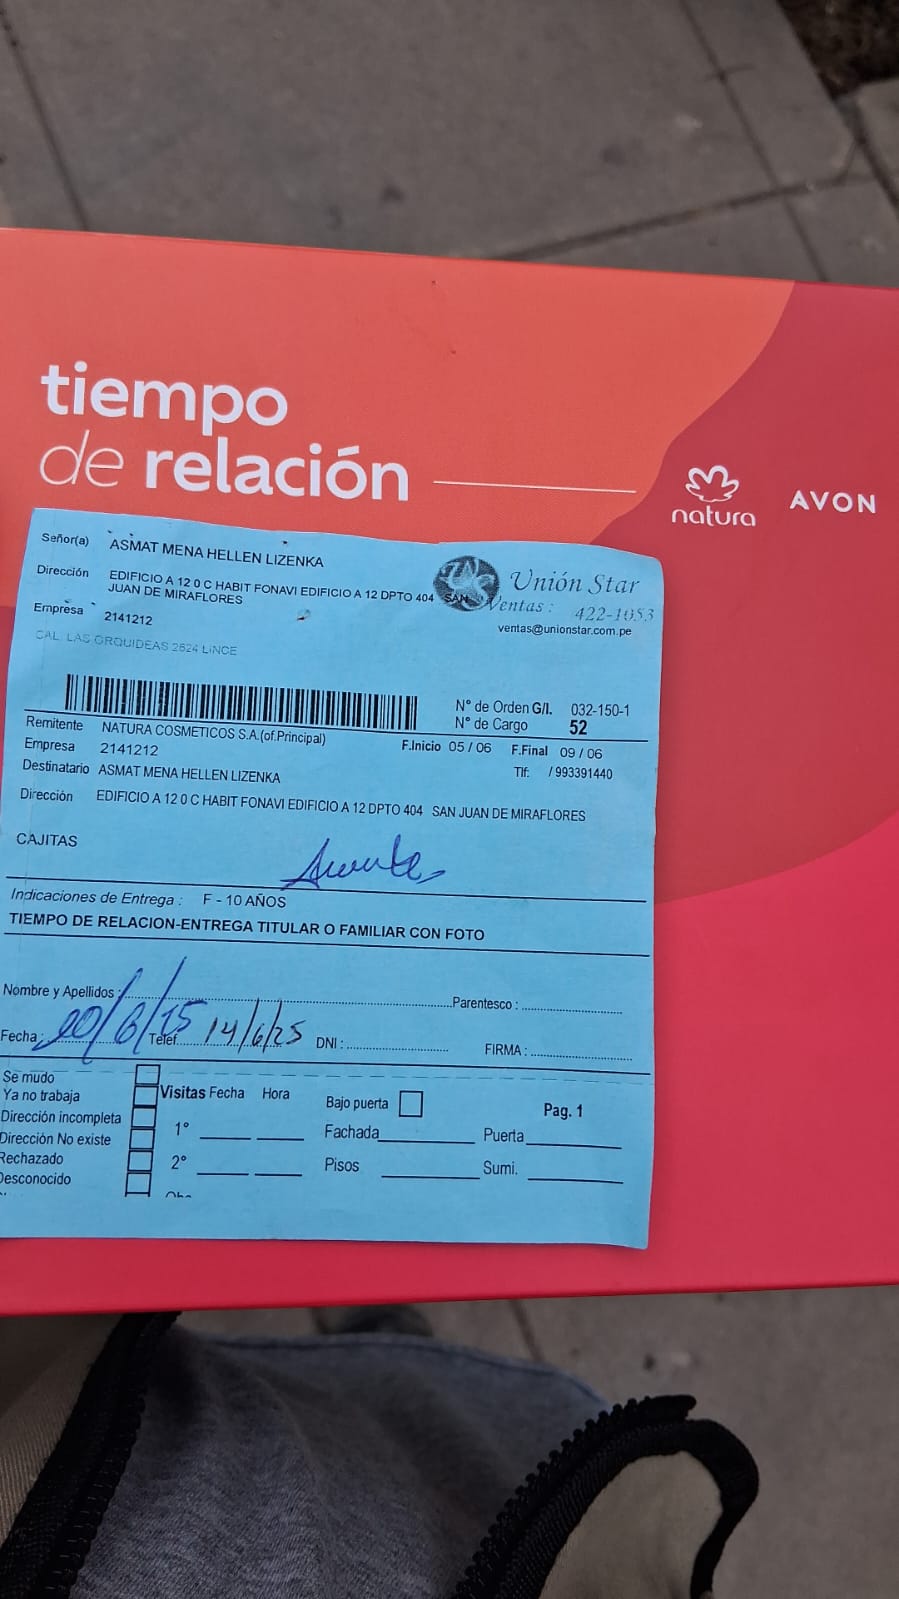 tiempo
de relación
natura AVON
Señor(a) ASMAT MENA HELLEN LIZENKA
Dirección EDIFICIO A 12 0 C HABIT FONAVI EDIFICIO A 12 DPTO 404 SAN
JUAN DE MIRAFLORES
Unión Star
Ventas : 422-1053
ventas@unionstar.com.pe
Empresa 2141212
CAL. LAS ORQUIDEAS 2624 LINCE
N° de Orden G/I. 032-150-1
N° de Cargo 52
Remitente NATURA COSMETICOS S.A.(of.Principal)
F.Inicio 05 / 06 F.Final 09 / 06
Empresa 2141212
Tlf: / 993391440
Destinatario ASMAT MENA HELLEN LIZENKA
Dirección EDIFICIO A 12 0 C HABIT FONAVI EDIFICIO A 12 DPTO 404 SAN JUAN DE MIRAFLORES
CAJITAS
Indicaciones de Entrega : F - 10 AÑOS
TIEMPO DE RELACION-ENTREGA TITULAR O FAMILIAR CON FOTO
Nombre y Apellidos : Parentesco :
Fecha: Telef. 14/6/25 DNI : FIRMA :
Se mudo
Ya no trabaja
Dirección incompleta
Dirección No existe
Rechazado
Desconocido
Visitas Fecha Hora
1°
2°
Bajo puerta
Fachada
Pisos
Pag. 1
Puerta
Sumi.